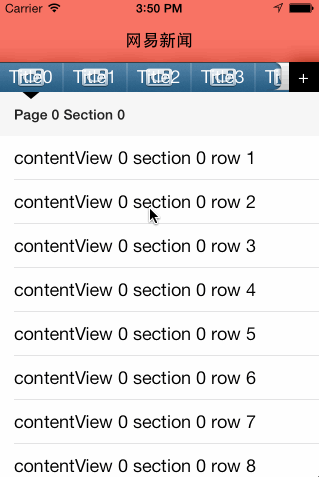 Carrier 3:50 PM
网易新闻
Title0 Title1 Title2 Title3 +
Page 0 Section 0
contentView 0 section 0 row 1
contentView 0 section 0 row 2
contentView 0 section 0 row 3
contentView 0 section 0 row 4
contentView 0 section 0 row 5
contentView 0 section 0 row 6
contentView 0 section 0 row 7
contentView 0 section 0 row 8